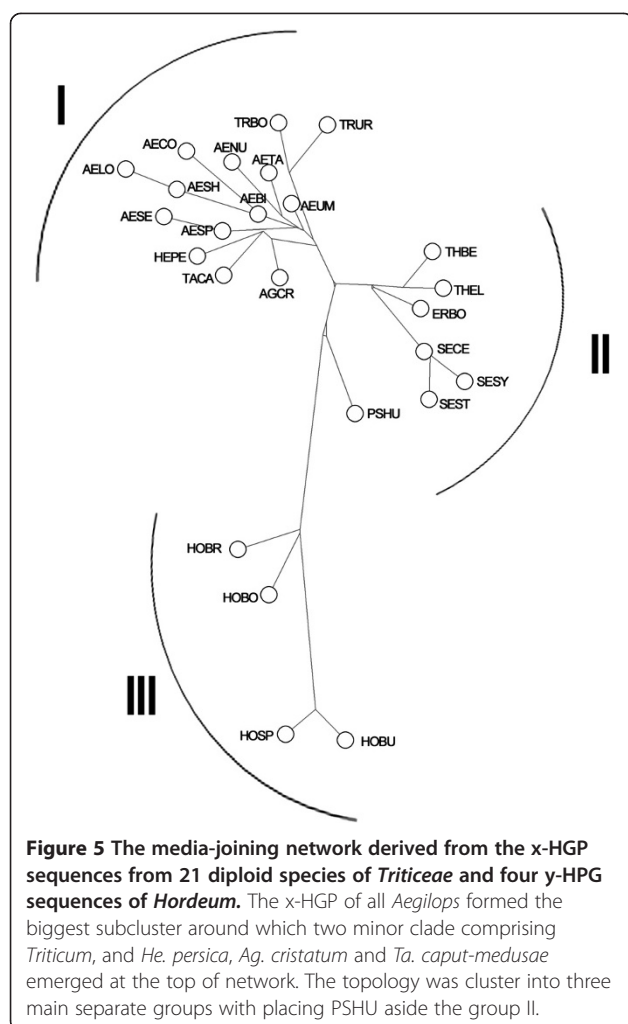 I
TRBO
TRUR
AECO
AENU
AETA
AELO
AESH
AEBI
AEUM
AESE
AESP
HEPE
TACA
AGCR
THBE
THEL
ERBO
II
SECE
SESY
SEST
PSHU
HOBR
HOBO
III
HOSP
HOBU
Figure 5 The media-joining network derived from the x-HGP
sequences from 21 diploid species of Triticeae and four y-HPG
sequences of Hordeum. The x-HGP of all Aegilops formed the
biggest subcluster around which two minor clade comprising
Triticum, and He. persica, Ag. cristatum and Ta. caput-medusae
emerged at the top of network. The topology was cluster into three
main separate groups with placing PSHU aside the group II.